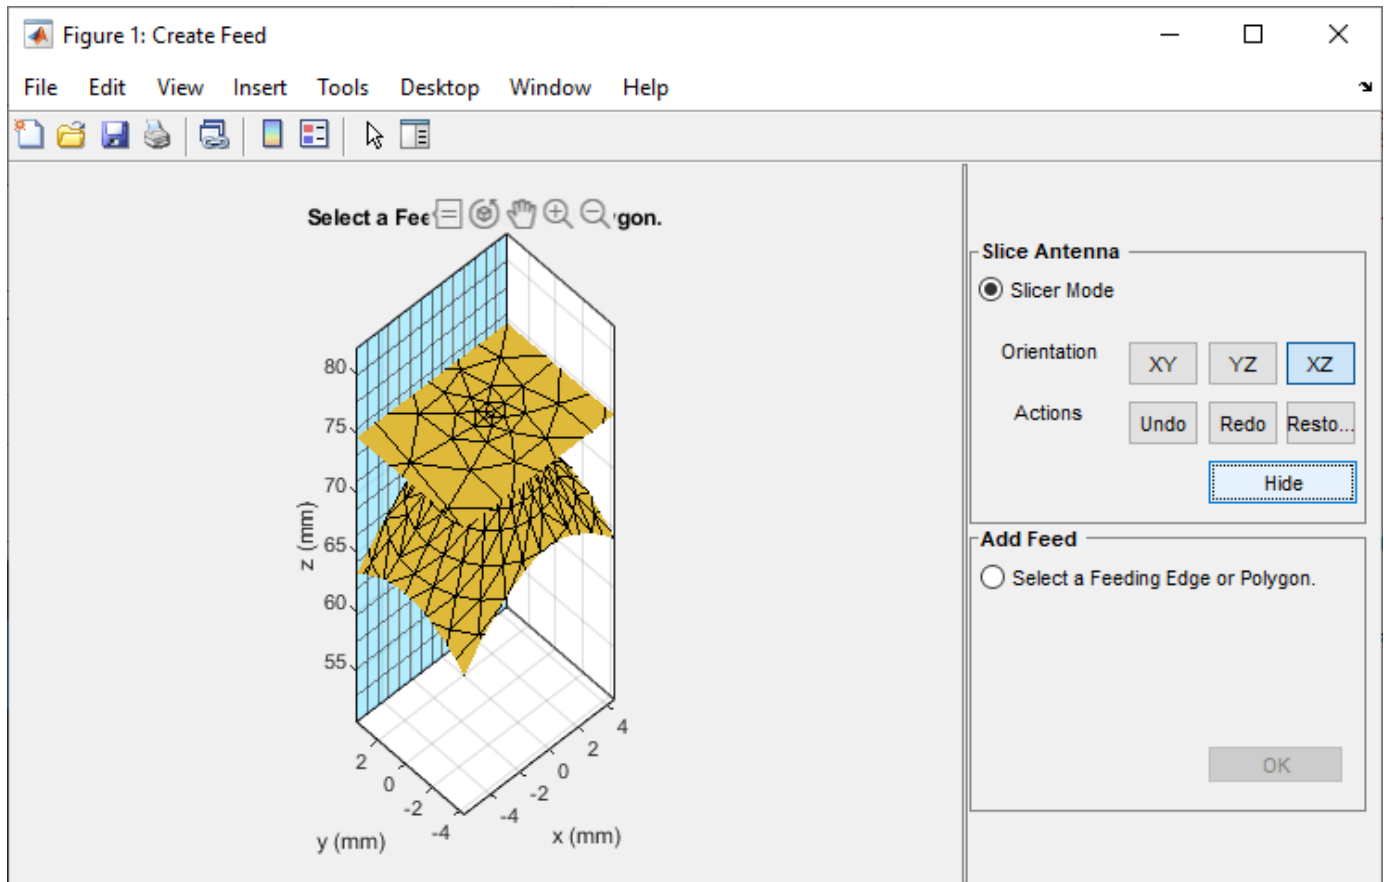 Figure 1: Create Feed
File Edit View Insert Tools Desktop Window Help
Select a Fee gon.
80
75
70
65
60
55
z (mm)
2
0
-2
-4
y (mm)
4
2
0
-2
-4
x (mm)
Slice Antenna
Slicer Mode
Orientation XY YZ XZ
Actions Undo Redo Resto...
Hide
Add Feed
Select a Feeding Edge or Polygon.
OK